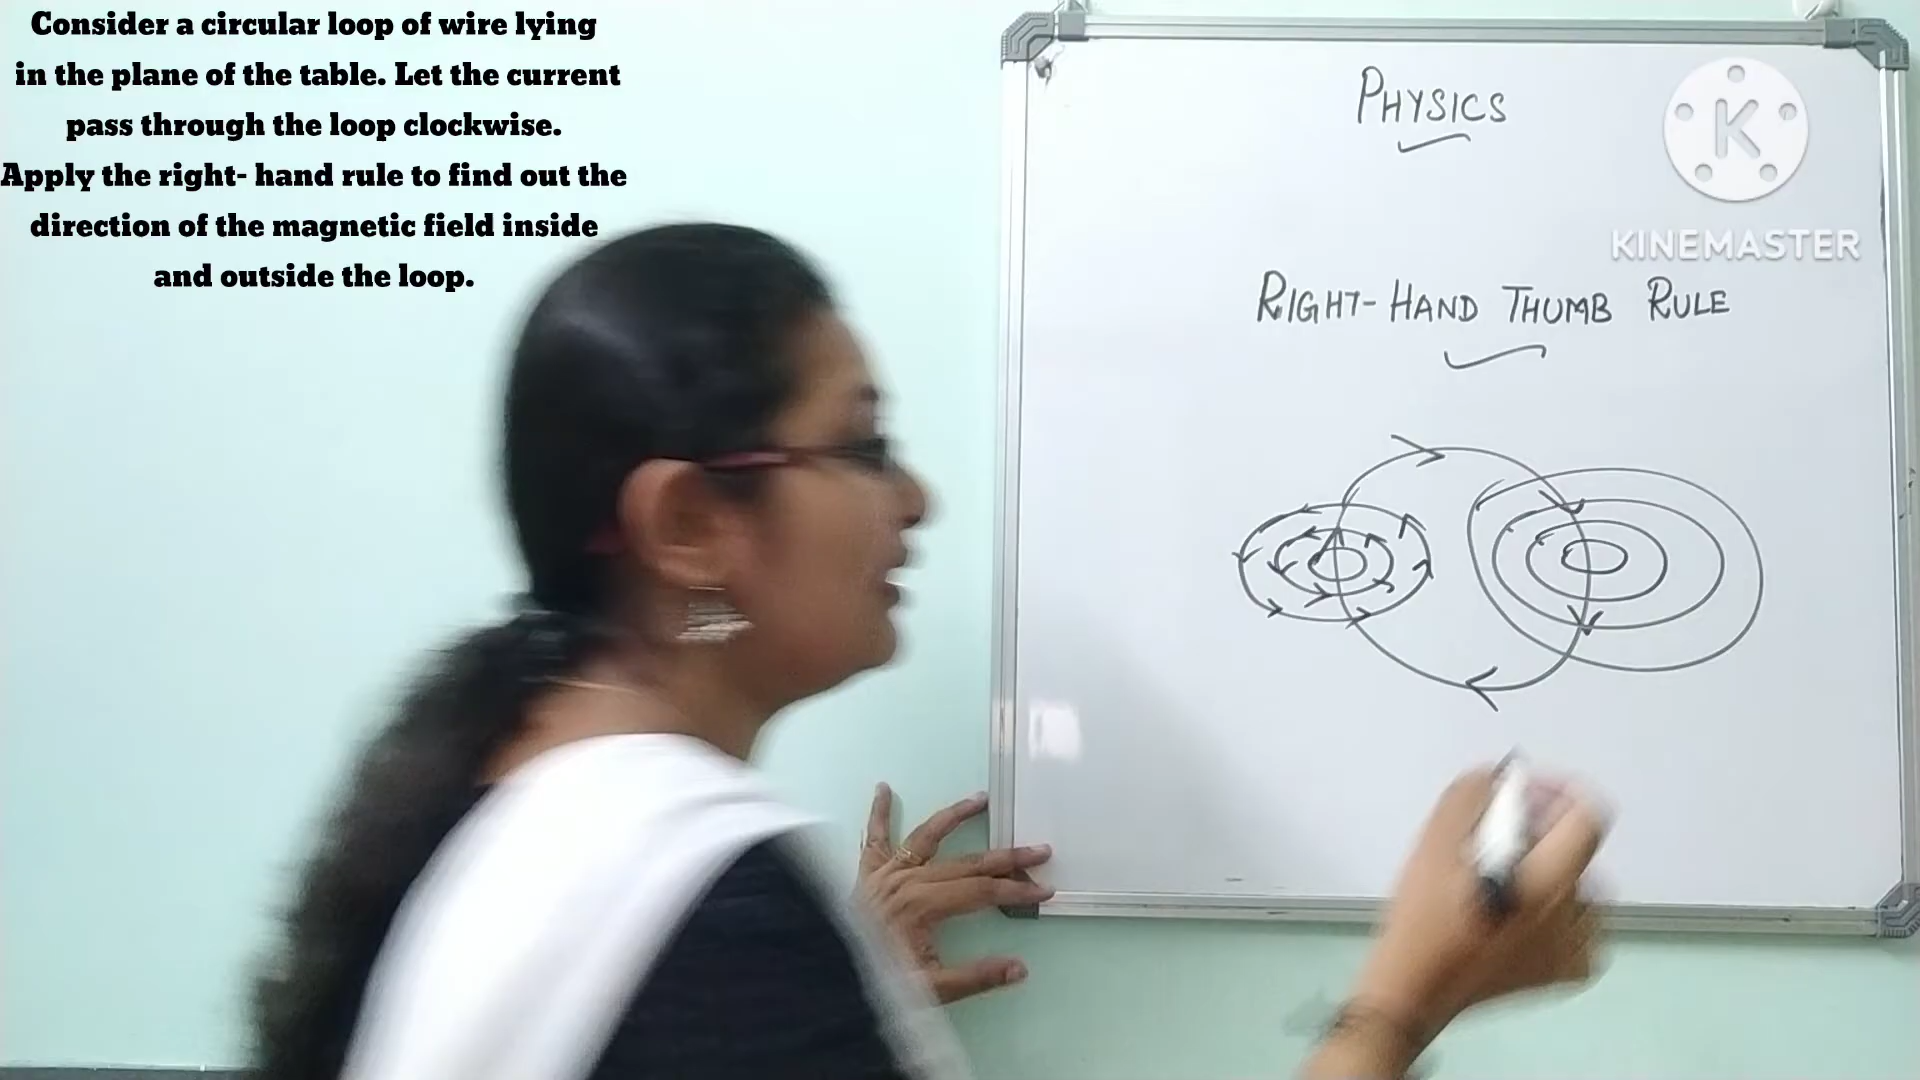 Consider a circular loop of wire lying
in the plane of the table. Let the current
pass through the loop clockwise.
Apply the right- hand rule to find out the
direction of the magnetic field inside
and outside the loop.
PHYSICS
K
KINEMASTER
RIGHT-HAND THUMB RULE